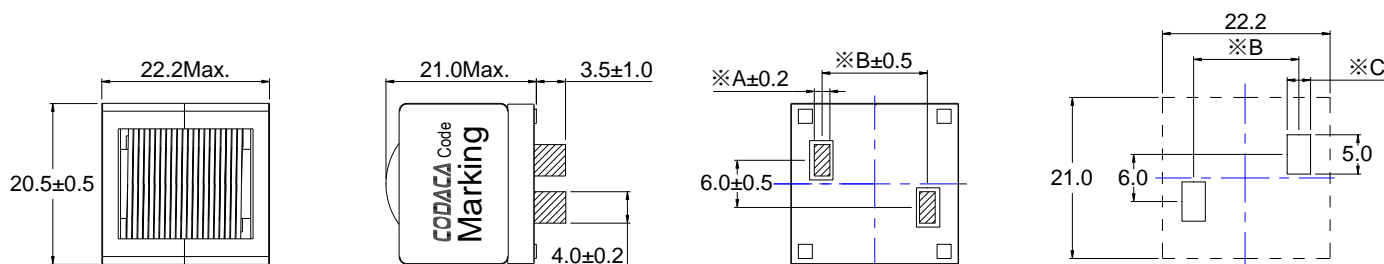 22.2Max.
20.5±0.5
21.0Max.
3.5±1.0
CODACA Code
Marking
4.0±0.2
※A±0.2
※B±0.5
6.0±0.5
22.2
※B
※C
21.0
6.0
5.0